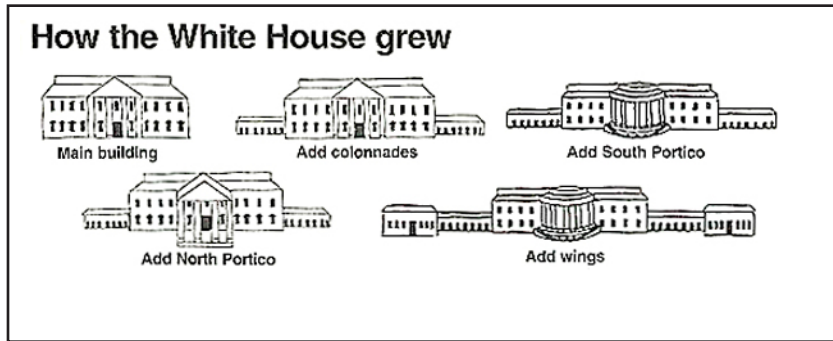 How the White House grew
Main building
Add colonnades
Add South Portico
Add North Portico
Add wings